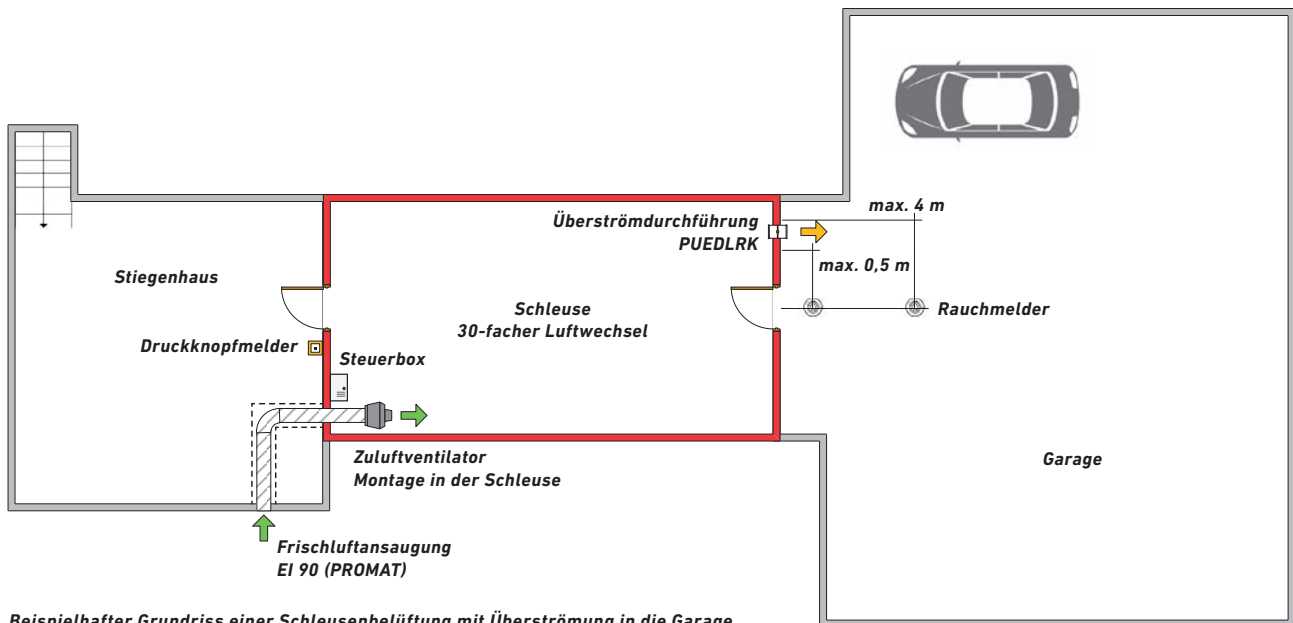 max. 4 m
Überströmdurchführung
PUEDLRK
max. 0,5 m
Stiegenhaus
Schleuse
30-facher Luftwechsel
Rauchmelder
Druckknopfmelder
Steuerbox
Zuluftventilator
Montage in der Schleuse
Garage
Frischluftansaugung
EI 90 (PROMAT)
Beispielhafter Grundriss einer Schleusenbelüftung mit Überströmung in die Garage